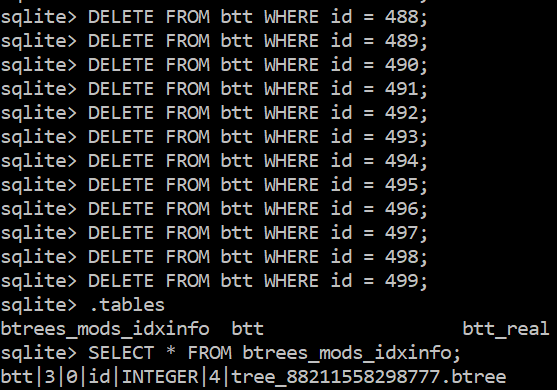 sqlite> DELETE FROM btt WHERE id = 488;
sqlite> DELETE FROM btt WHERE id = 489;
sqlite> DELETE FROM btt WHERE id = 490;
sqlite> DELETE FROM btt WHERE id = 491;
sqlite> DELETE FROM btt WHERE id = 492;
sqlite> DELETE FROM btt WHERE id = 493;
sqlite> DELETE FROM btt WHERE id = 494;
sqlite> DELETE FROM btt WHERE id = 495;
sqlite> DELETE FROM btt WHERE id = 496;
sqlite> DELETE FROM btt WHERE id = 497;
sqlite> DELETE FROM btt WHERE id = 498;
sqlite> DELETE FROM btt WHERE id = 499;
sqlite> .tables
btrees_mods_idxinfo  btt                  btt_real
sqlite> SELECT * FROM btrees_mods_idxinfo;
btt|3|0|id|INTEGER|4|tree_88211558298777.btree